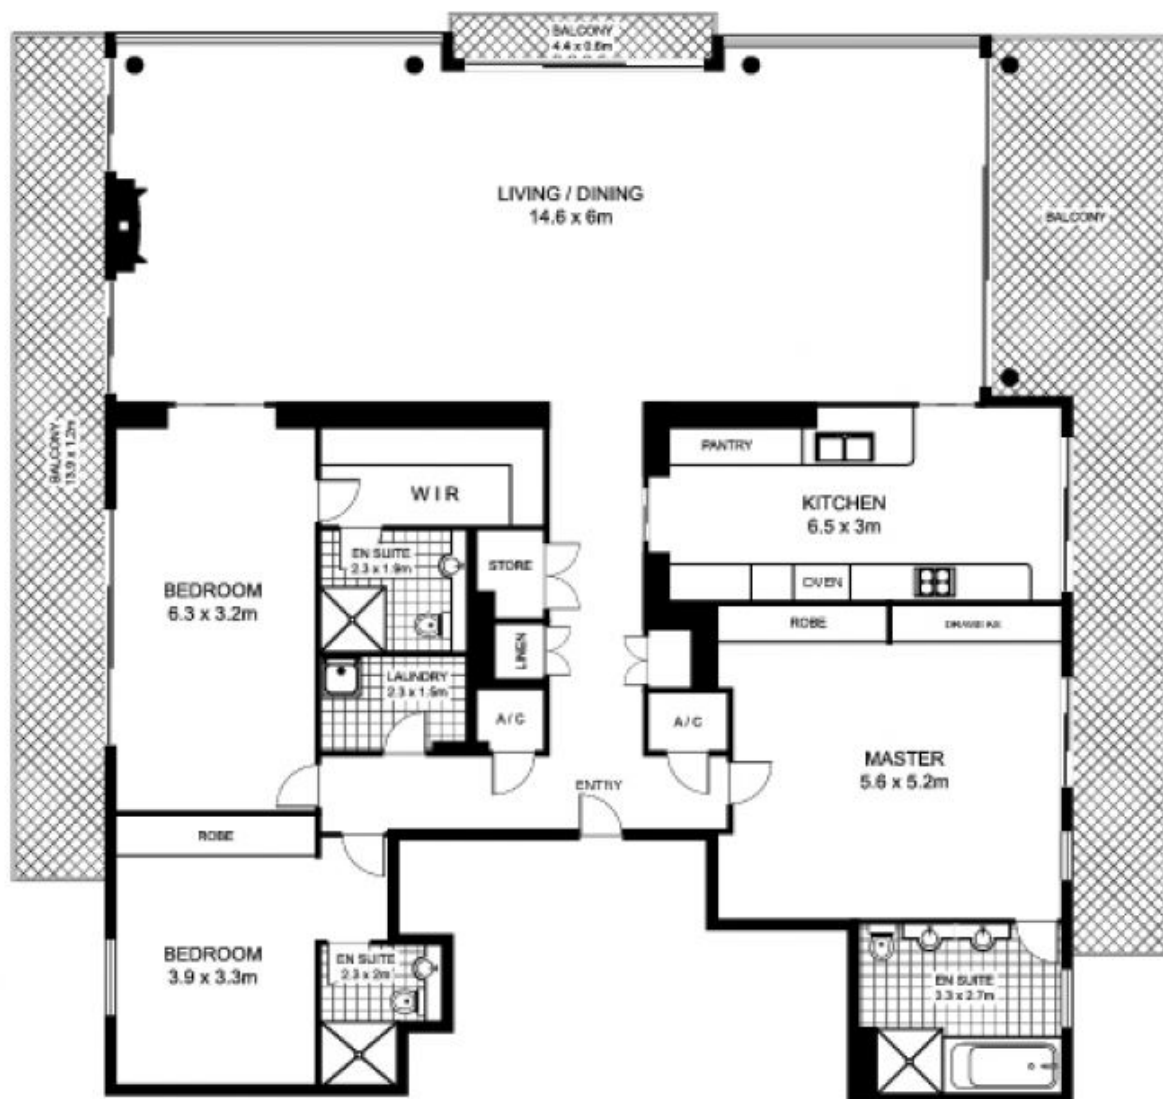 BALCONY
4.4 x 0.6m
LIVING / DINING
14.6 x 6m
BALCONY
BALCONY
13.9 x 1.2m
PANTRY
W I R
KITCHEN
6.5 x 3m
EN SUITE
2.3 x 1.9m
STORE
BEDROOM
6.3 x 3.2m
OVEN
ROBE
LINEN
LAUNDRY
2.3 x 1.5m
A / C
A / C
MASTER
5.6 x 5.2m
ENTRY
ROBE
BEDROOM
3.9 x 3.3m
EN SUITE
2.3 x 2m
EN SUITE
3.3 x 2.7m